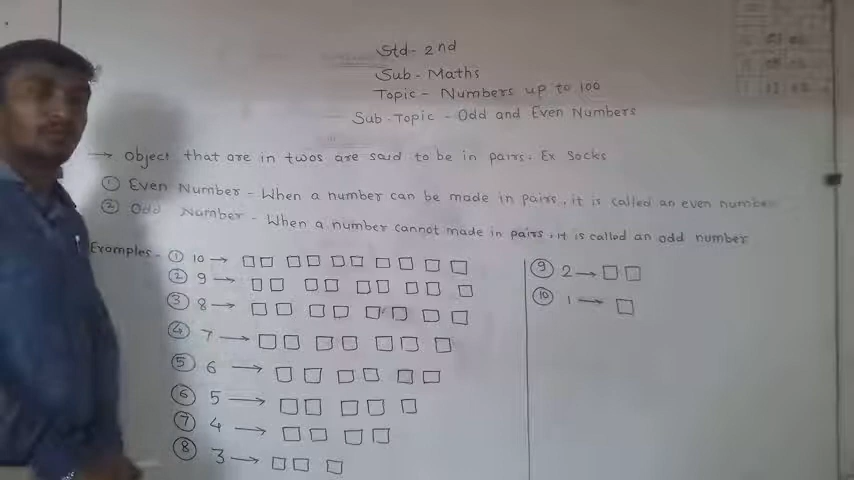 Std- 2nd
Sub- Maths
Topic- Numbers up to 100
Sub-Topic - Odd and Even Numbers
→ Object that are in twos are said to be in pairs. Ex Socks
① Even Number - When a number can be made in pairs, it is called an even number
② Odd Number - When a number cannot made in pairs, it is called an odd number
Examples - ① 10 → □ □ □ □ □ □ □ □ □ □
② 9 → □ □ □ □ □ □ □ □ □
③ 8 → □ □ □ □ □ □ □ □
④ 7 → □ □ □ □ □ □ □
⑤ 6 → □ □ □ □ □ □
⑥ 5 → □ □ □ □ □
⑦ 4 → □ □ □ □
⑧ 3 → □ □ □
⑨ 2 → □ □
⑩ 1 → □